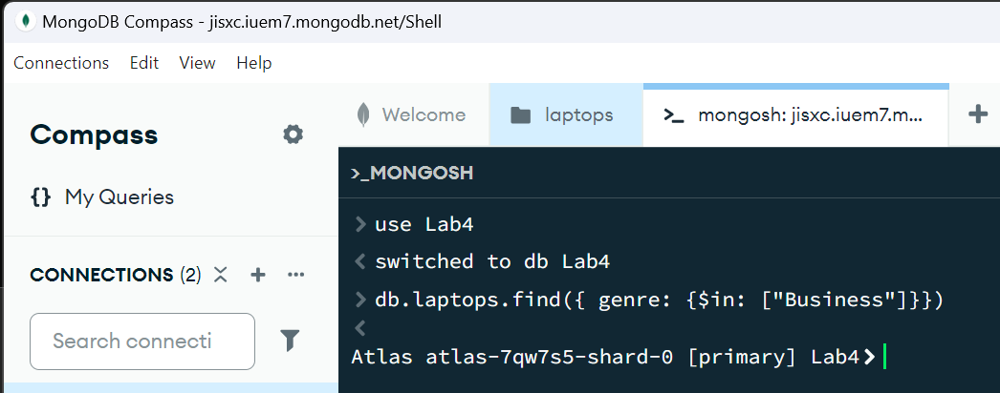 MongoDB Compass - jisxc.iuem7.mongodb.net/Shell
Connections Edit View Help
Compass
{} My Queries
CONNECTIONS (2)
Search connecti
Welcome
laptops
>_ mongosh: jisxc.iuem7.m...
>_MONGOSH
> use Lab4
< switched to db Lab4
> db.laptops.find({ genre: {$in: ["Business"]}})
<
Atlas atlas-7qw7s5-shard-0 [primary] Lab4>